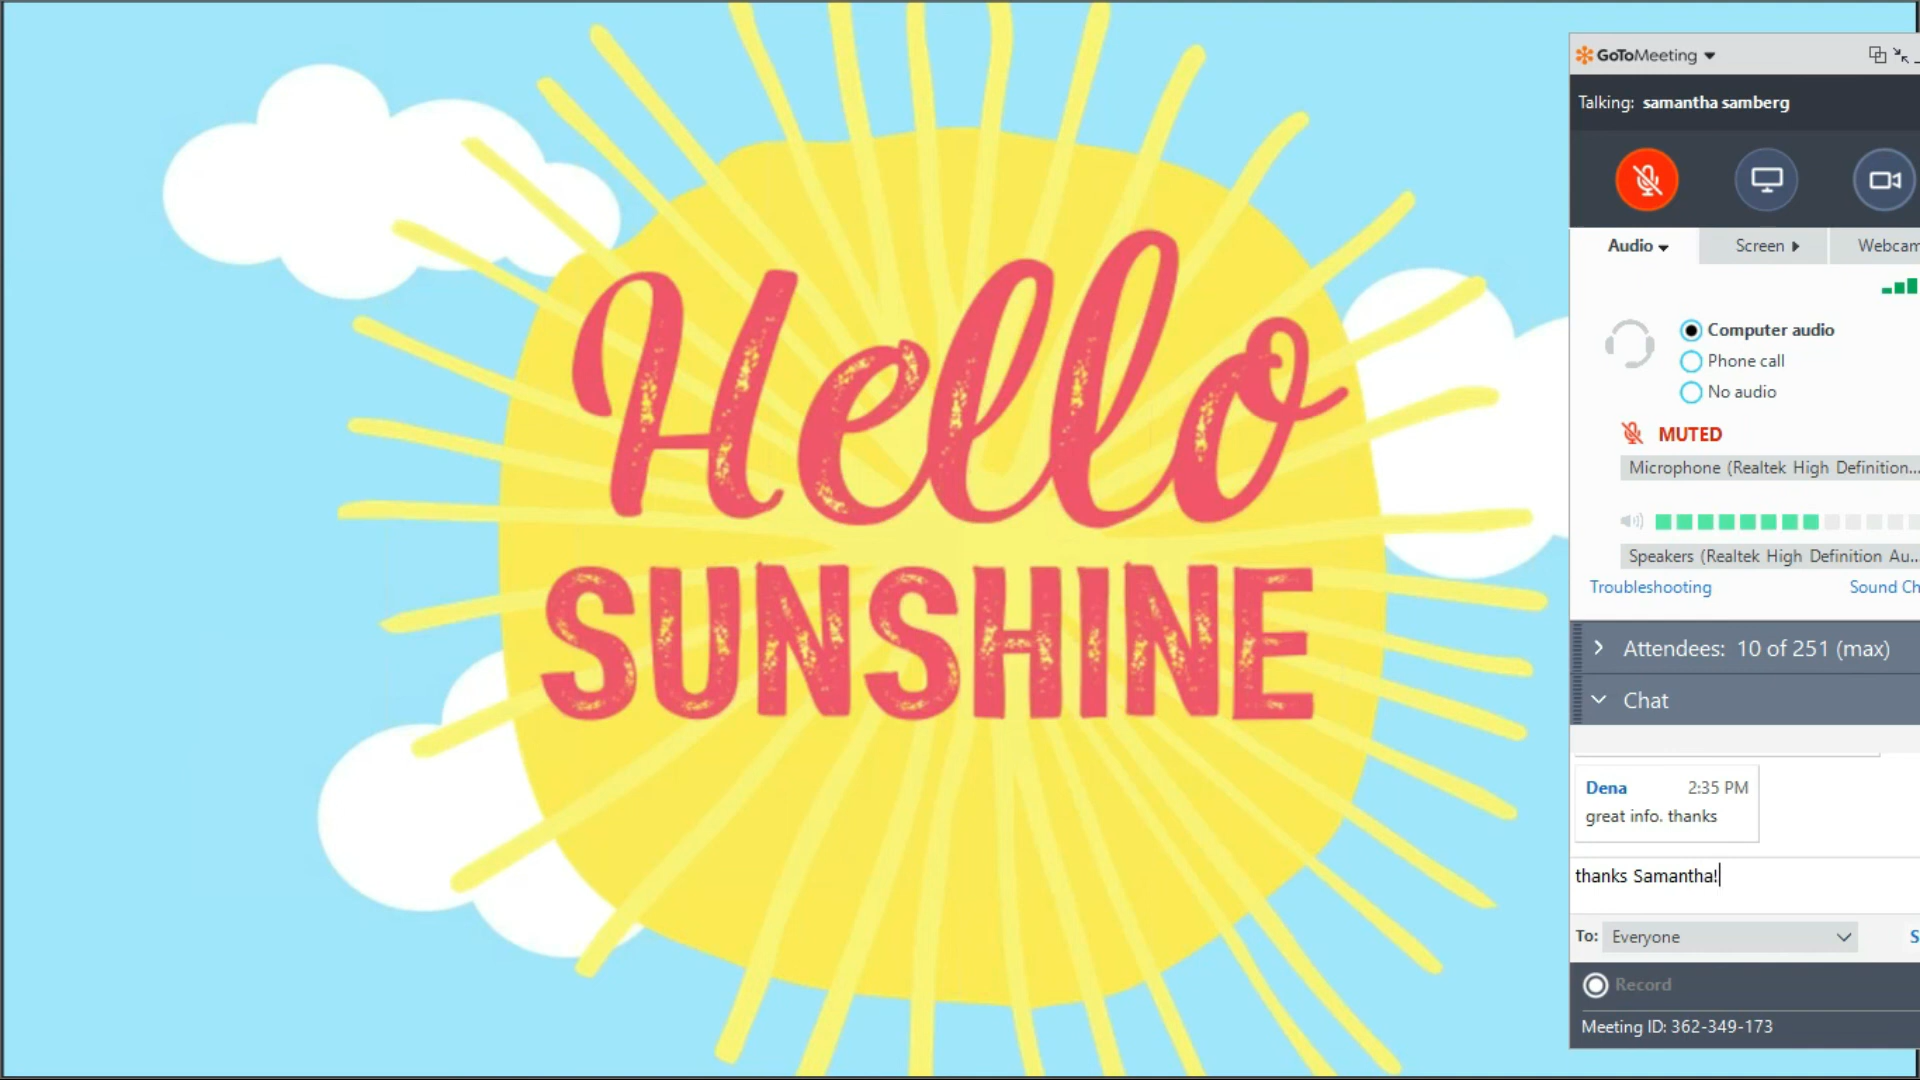 Hello
SUNSHINE
GoToMeeting
Talking: samantha samberg
Audio
Screen
Webcam
Computer audio
Phone call
No audio
MUTED
Microphone (Realtek High Definition...
Speakers (Realtek High Definition Au...
Troubleshooting
Sound Ch
Attendees: 10 of 251 (max)
Chat
Dena 2:35 PM
great info. thanks
thanks Samantha!
To: Everyone
S
Record
Meeting ID: 362-349-173